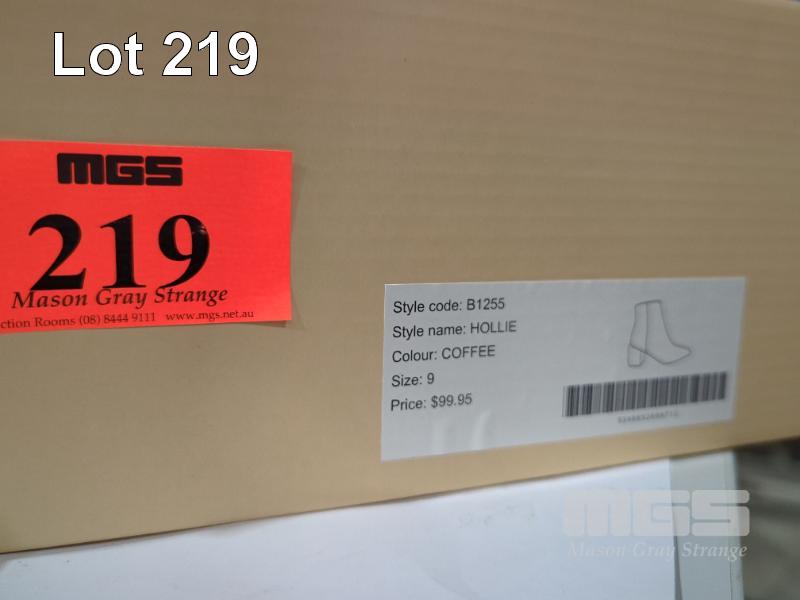 Lot 219
MGS
219
Mason Gray Strange
ction Rooms (08) 8444 9111 www.mgs.net.au
Style code: B1255
Style name: HOLLIE
Colour: COFFEE
Size: 9
Price: $99.95
MGS
Mason Gray Strange